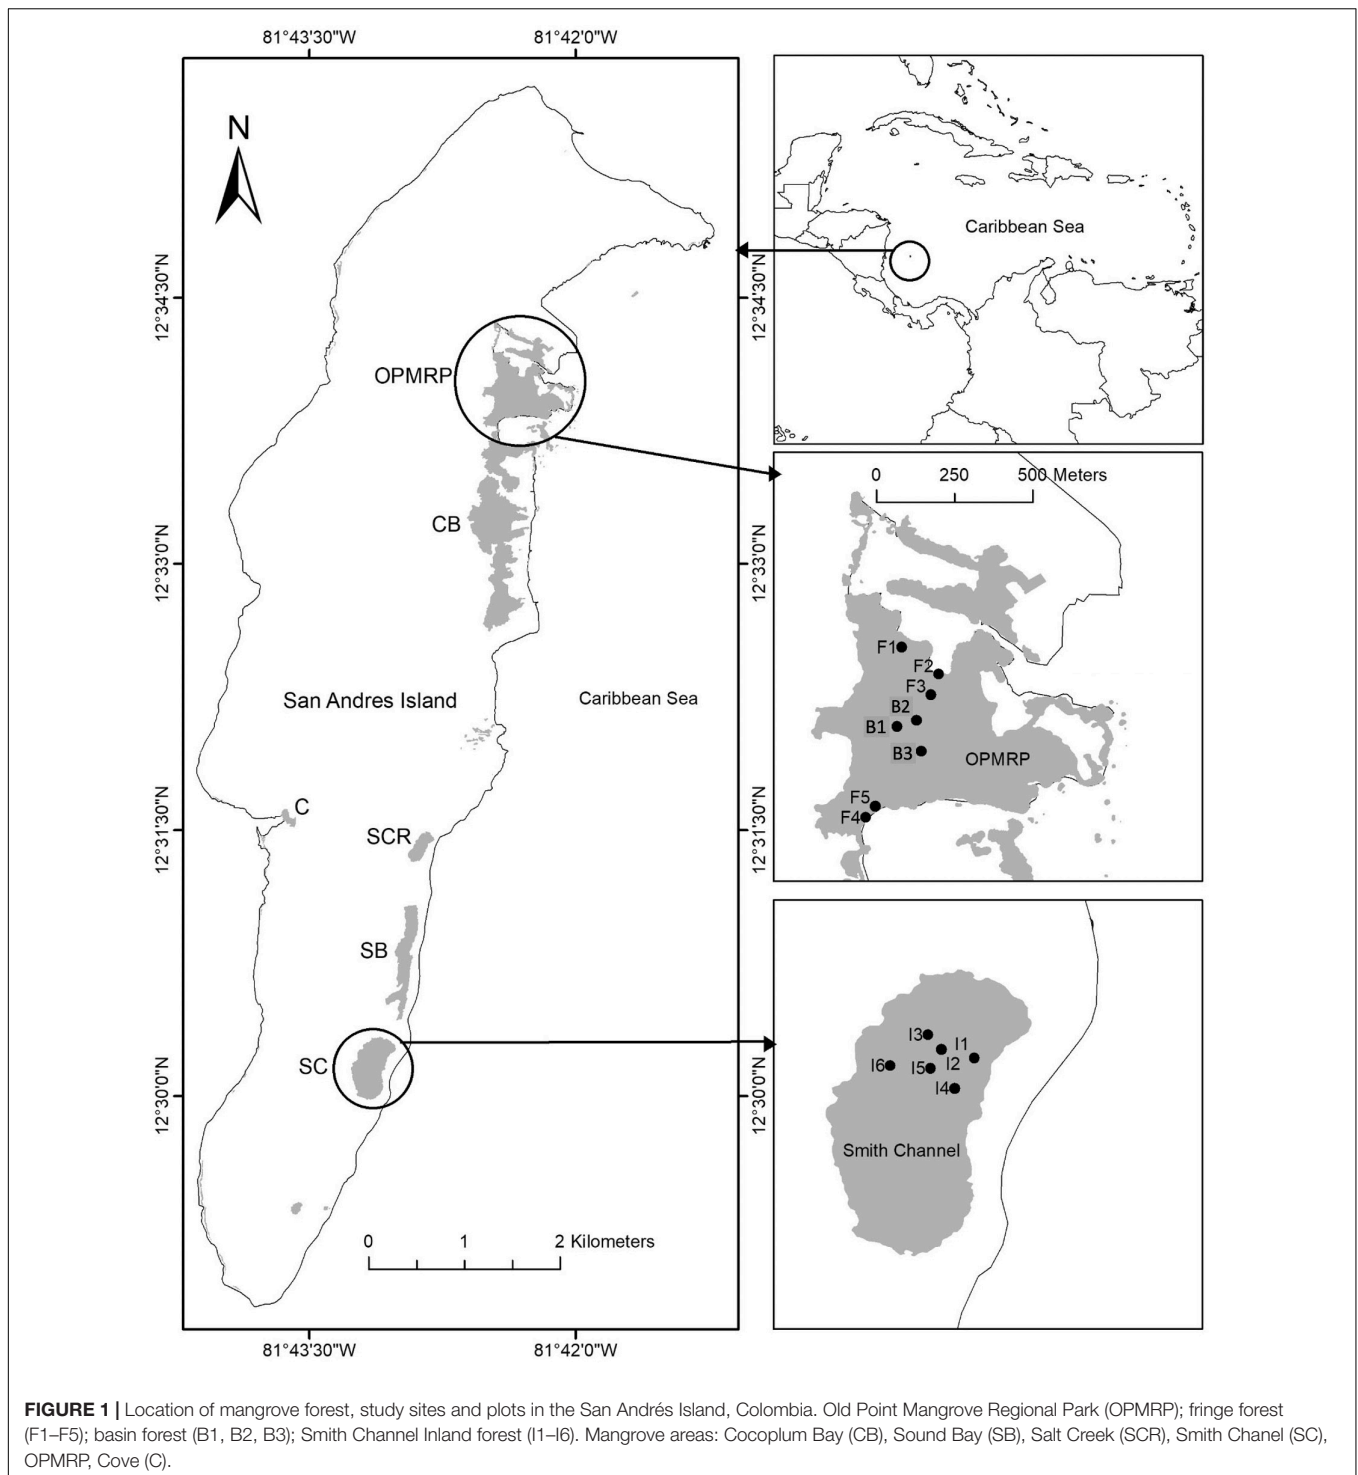 81°43'30"W
81°42'0"W
N
12°34'30"N
12°34'30"N
Caribbean Sea
OPMRP
CB
12°33'0"N
12°33'0"N
San Andres Island
Caribbean Sea
C
SCR
12°31'30"N
12°31'30"N
SB
SC
12°30'0"N
12°30'0"N
0 1 2 Kilometers
81°43'30"W
81°42'0"W
0 250 500 Meters
F1
F2
F3
B2
B1
B3
OPMRP
F5
F4
I3
I1
I2
I6
I5
I4
Smith Channel
FIGURE 1 | Location of mangrove forest, study sites and plots in the San Andrés Island, Colombia. Old Point Mangrove Regional Park (OPMRP); fringe forest
(F1–F5); basin forest (B1, B2, B3); Smith Channel Inland forest (I1–I6). Mangrove areas: Cocoplum Bay (CB), Sound Bay (SB), Salt Creek (SCR), Smith Chanel (SC),
OPMRP, Cove (C).